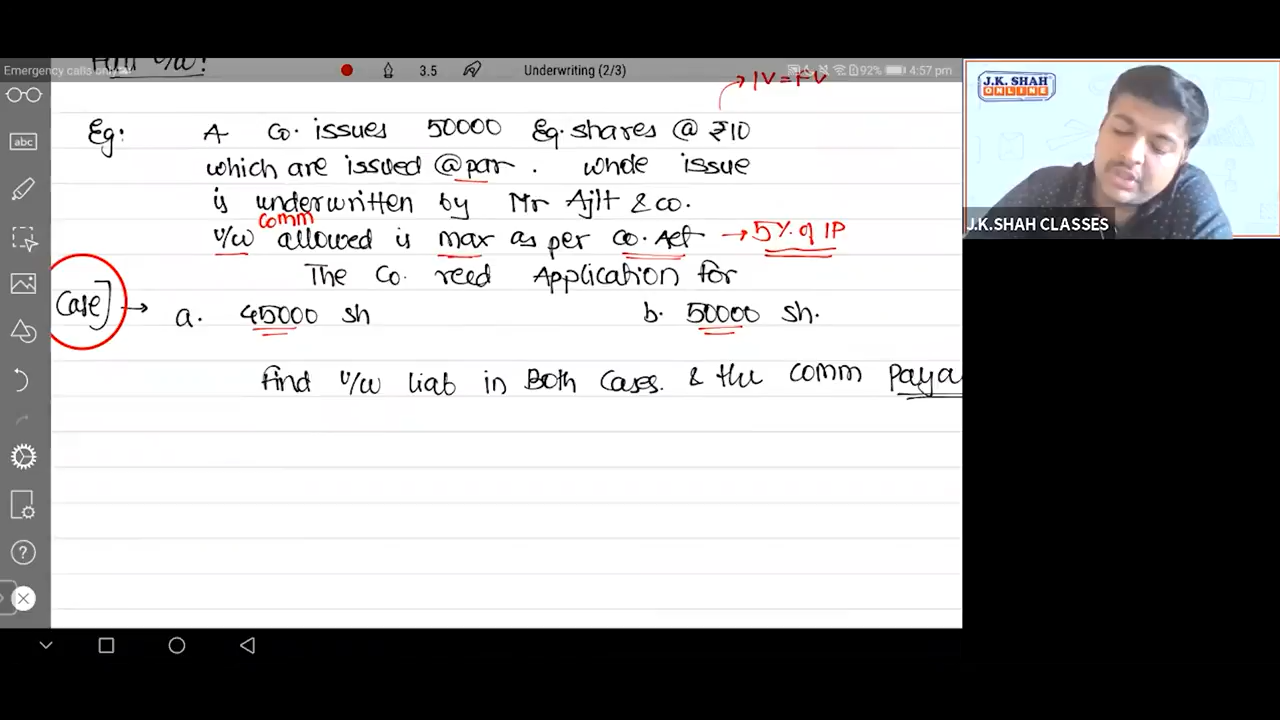 Full U/W:
Emergency calls only
3.5
Underwriting (2/3)
92%
4:57 pm
IV = FV
Eg: A Co. issues 50000 Eq. shares @ ₹10
which are issued @par. whole issue
is underwritten by Mr Ajit & co.
comm
U/W allowed is max as per Co. Act → 5% of IP
The Co. recd Application for
Case] → a. 45000 sh b. 50000 sh.
Find U/W liab in Both Cases. & the comm paya
abc
J.K. SHAH
ONLINE
J.K.SHAH CLASSES